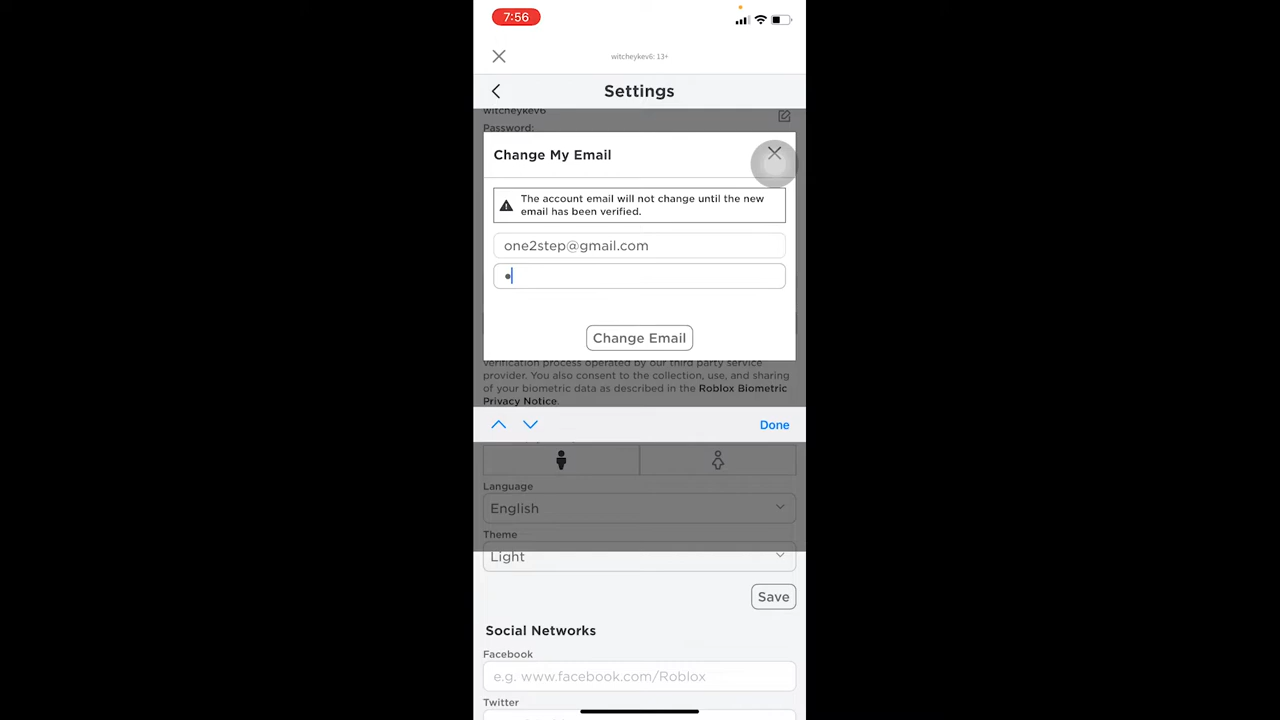 7:56
witcheykev6: 13+
Settings
witcheykev6
Password:
Change My Email
The account email will not change until the new
email has been verified.
one2step@gmail.com
•
Change Email
verification process operated by our third party service
provider. You also consent to the collection, use, and sharing
of your biometric data as described in the Roblox Biometric
Privacy Notice.
Done
Language
English
Theme
Light
Save
Social Networks
Facebook
e.g. www.facebook.com/Roblox
Twitter